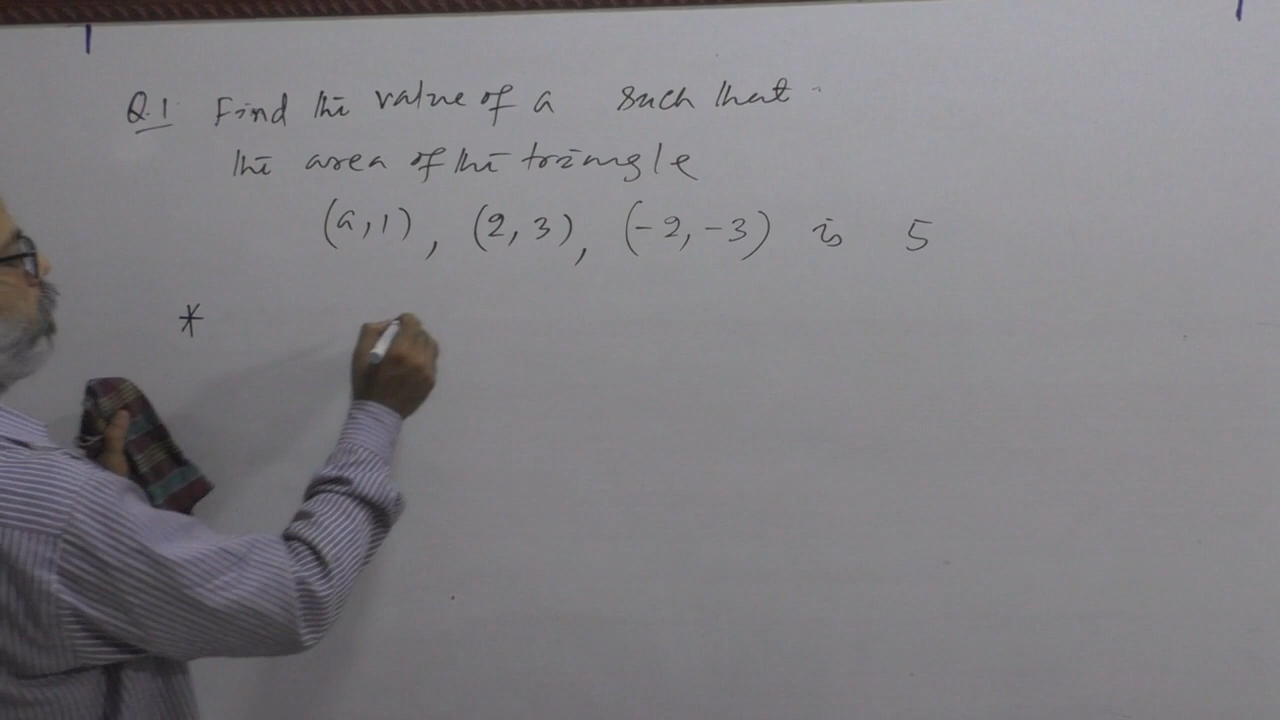 Q.1 Find the value of a such that
the area of the triangle
(a,1), (2,3), (-2,-3) is 5
*